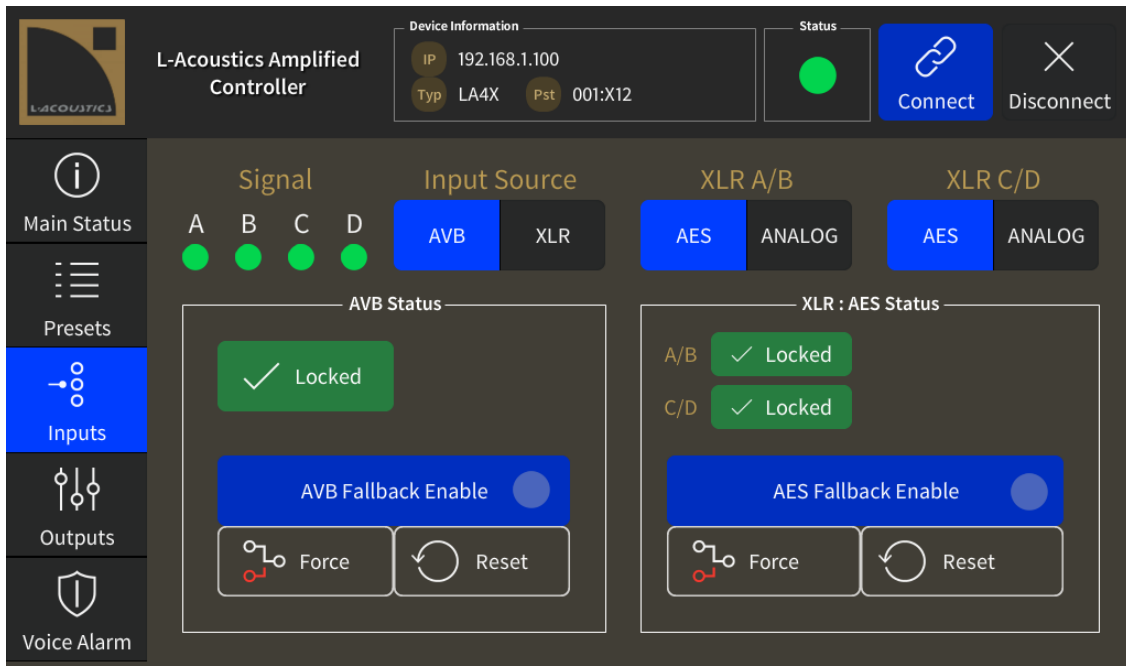 L-ACOUSTICS
L-Acoustics Amplified
Controller
Device Information
IP 192.168.1.100
Typ LA4X Pst 001:X12
Status
Connect
Disconnect
Main Status
Presets
Inputs
Outputs
Voice Alarm
Signal
A B C D
Input Source
AVB XLR
XLR A/B
AES ANALOG
XLR C/D
AES ANALOG
AVB Status
Locked
AVB Fallback Enable
Force Reset
XLR : AES Status
A/B Locked
C/D Locked
AES Fallback Enable
Force Reset